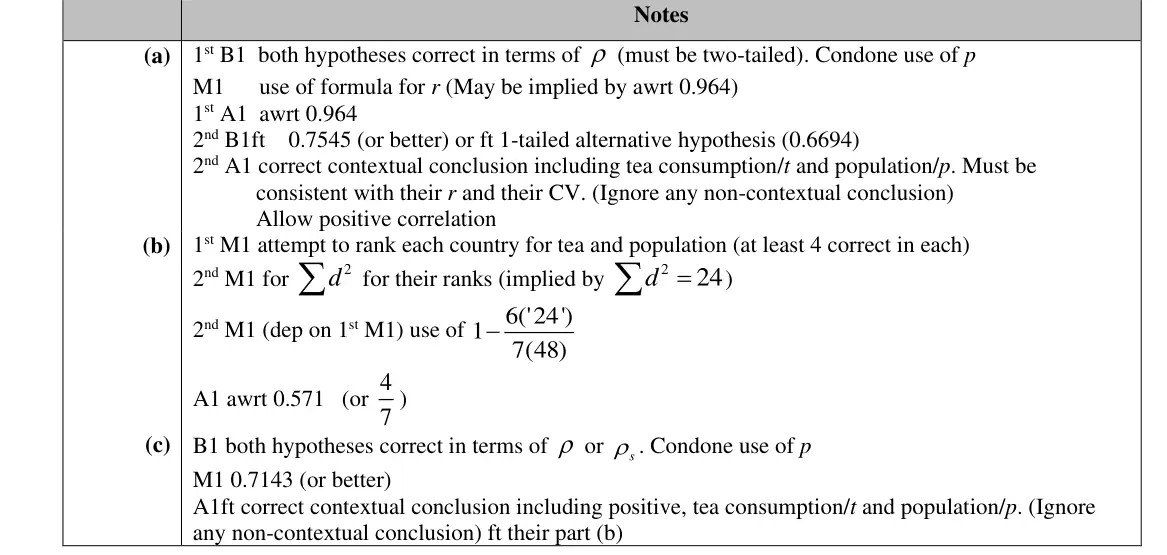 Notes
(a) 1st B1 both hypotheses correct in terms of ρ (must be two-tailed). Condone use of p
M1 use of formula for r (May be implied by awrt 0.964)
1st A1 awrt 0.964
2nd B1ft 0.7545 (or better) or ft 1-tailed alternative hypothesis (0.6694)
2nd A1 correct contextual conclusion including tea consumption/t and population/p. Must be
consistent with their r and their CV. (Ignore any non-contextual conclusion)
Allow positive correlation
(b) 1st M1 attempt to rank each country for tea and population (at least 4 correct in each)
2nd M1 for ∑d² for their ranks (implied by ∑d² = 24)
2nd M1 (dep on 1st M1) use of 1 − 6('24')/7(48)
A1 awrt 0.571 (or 4/7)
(c) B1 both hypotheses correct in terms of ρ or ρₛ. Condone use of p
M1 0.7143 (or better)
A1ft correct contextual conclusion including positive, tea consumption/t and population/p. (Ignore
any non-contextual conclusion) ft their part (b)